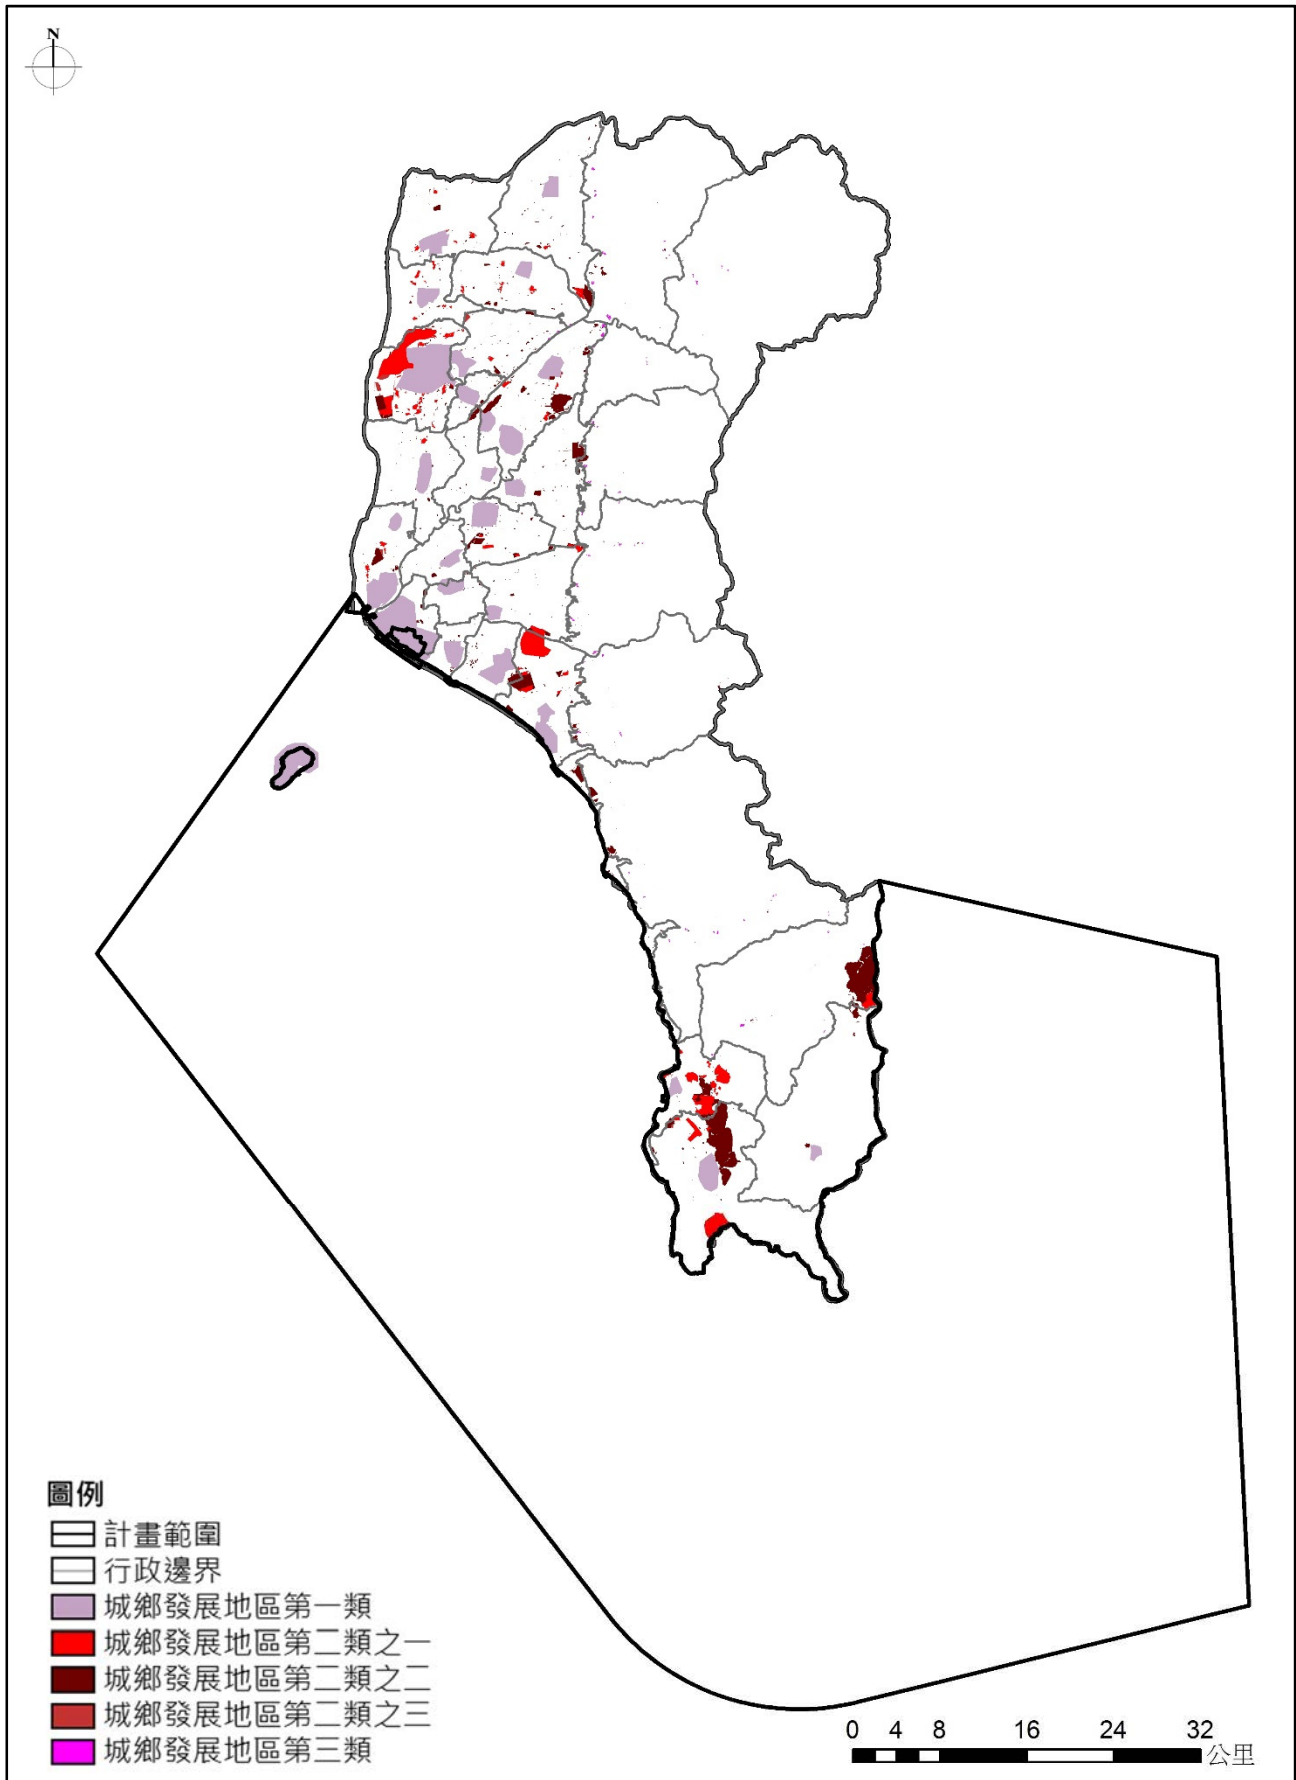 N
圖例
計畫範圍
行政邊界
城鄉發展地區第一類
城鄉發展地區第二類之一
城鄉發展地區第二類之二
城鄉發展地區第二類之三
城鄉發展地區第三類
0 4 8 16 24 32
公里